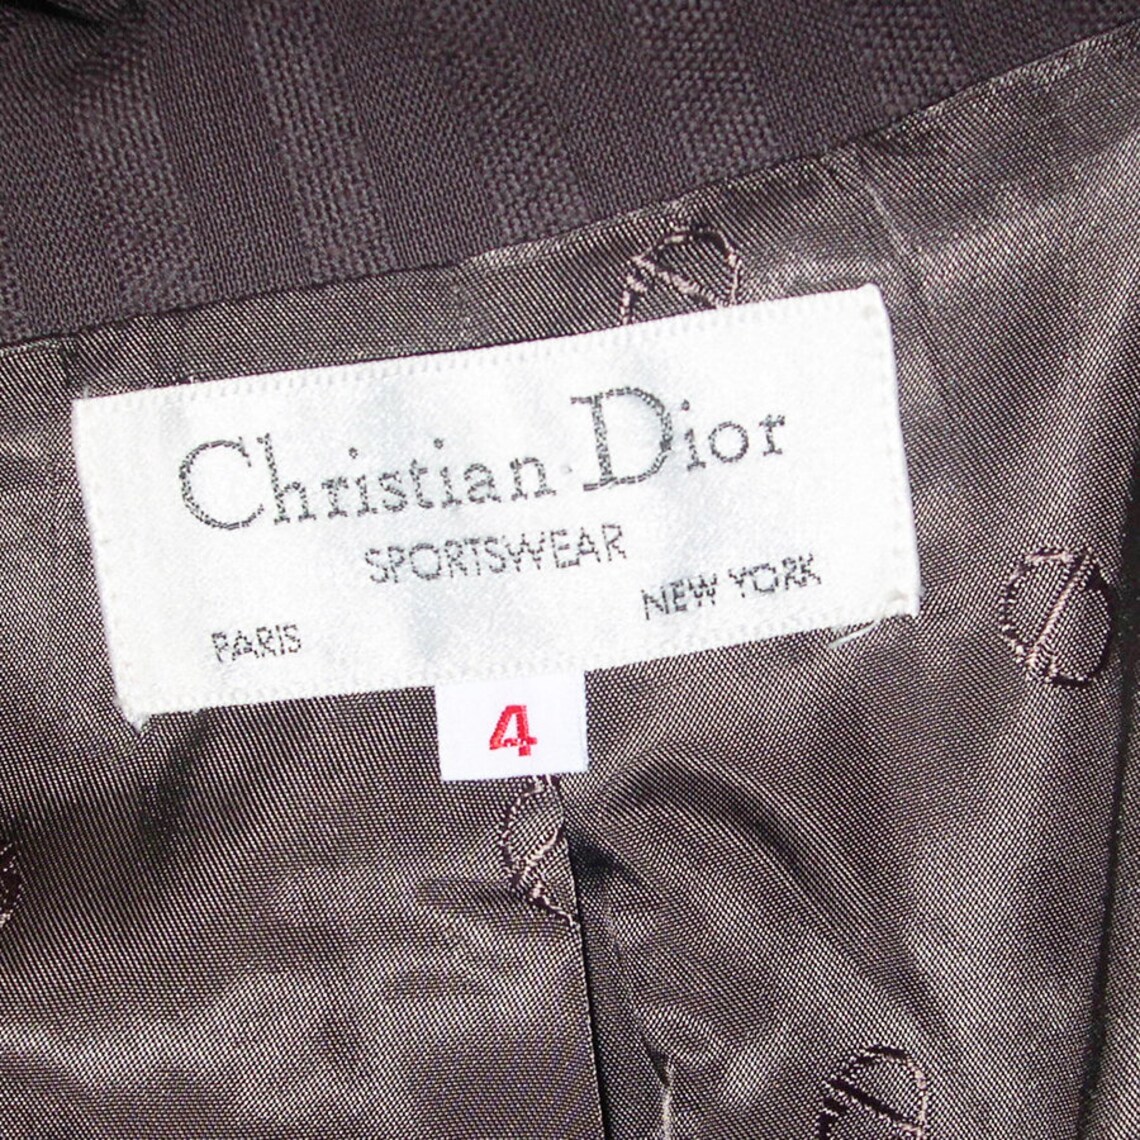 Christian Dior
SPORTSWEAR
PARIS NEW YORK
4